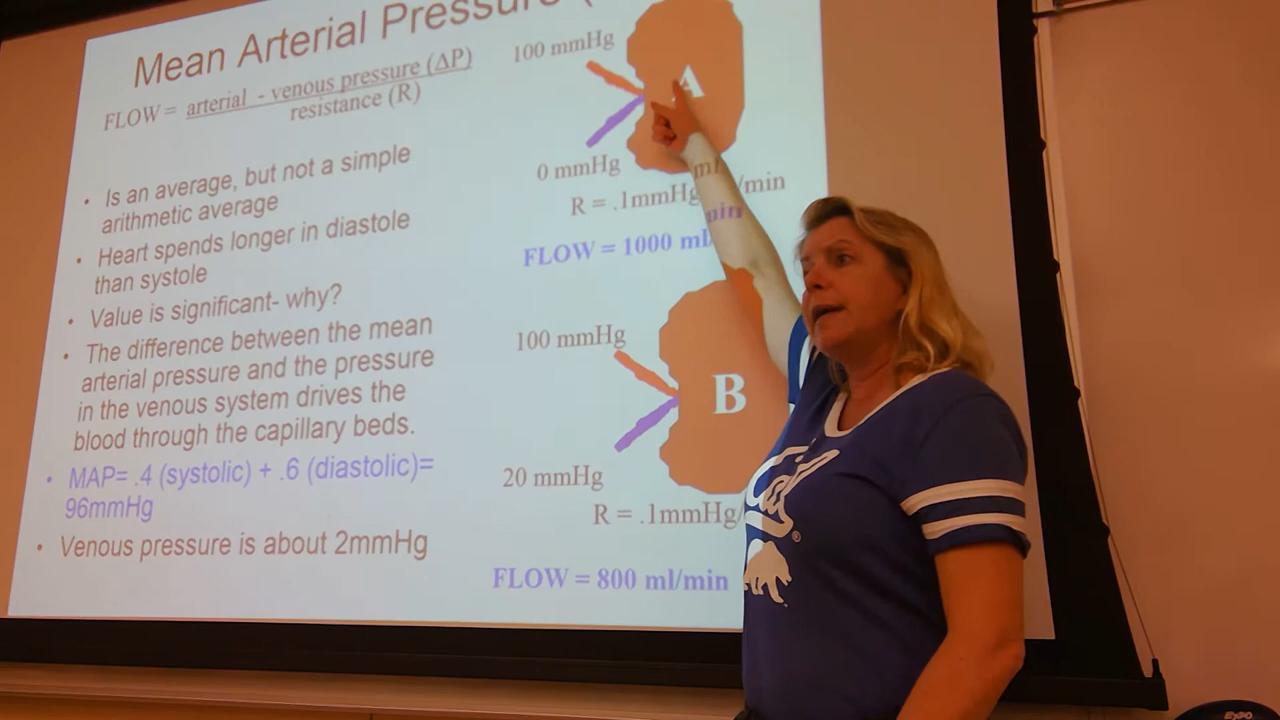 Mean Arterial Pressure (
FLOW = arterial - venous pressure (ΔP)
resistance (R)
• Is an average, but not a simple
arithmetic average
• Heart spends longer in diastole
than systole
• Value is significant- why?
• The difference between the mean
arterial pressure and the pressure
in the venous system drives the
blood through the capillary beds.
• MAP= .4 (systolic) + .6 (diastolic)=
96mmHg
• Venous pressure is about 2mmHg
100 mmHg
A
0 mmHg
R = .1mmHg/ml/min
FLOW = 1000 ml/min
100 mmHg
B
20 mmHg
R = .1mmHg/
FLOW = 800 ml/min
Cal
®
EXPO